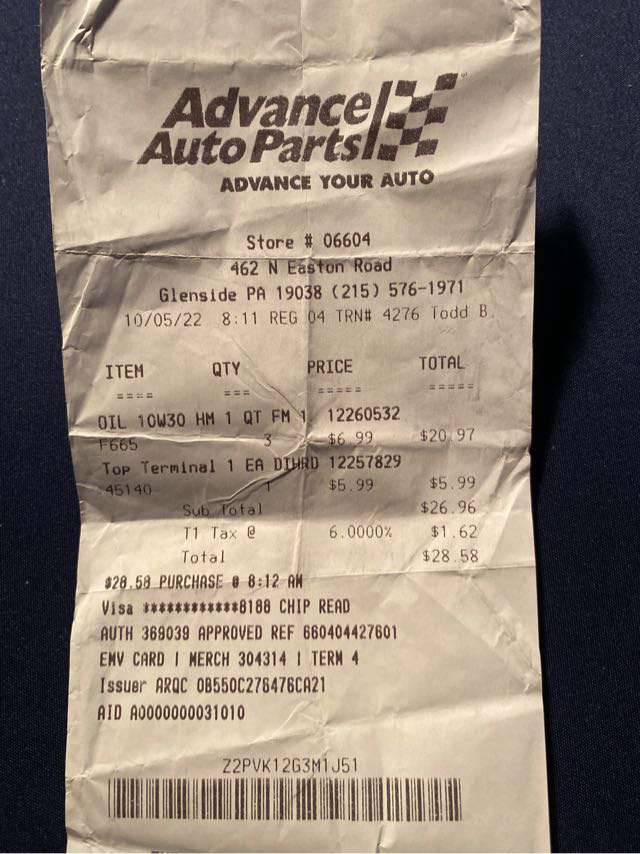 Advance
Auto Parts
ADVANCE YOUR AUTO
Store # 06604
462 N Easton Road
Glenside PA 19038 (215) 576-1971
10/05/22 8:11 REG 04 TRN# 4276 Todd B.
ITEM QTY PRICE TOTAL
==== === ===== =====
OIL 10W30 HM 1 QT FM 1 12260532
F665 3 $6.99 $20.97
Top Terminal 1 EA DIHRD 12257829
45140 1 $5.99 $5.99
Sub Total $26.96
T1 Tax @ 6.0000% $1.62
Total $28.58
$28.58 PURCHASE @ 8:12 AM
Visa ************8188 CHIP READ
AUTH 369039 APPROVED REF 660404427601
EMV CARD | MERCH 304314 | TERM 4
Issuer ARQC 0B550C276476CA21
AID A0000000031010
Z2PVK12G3M1J51